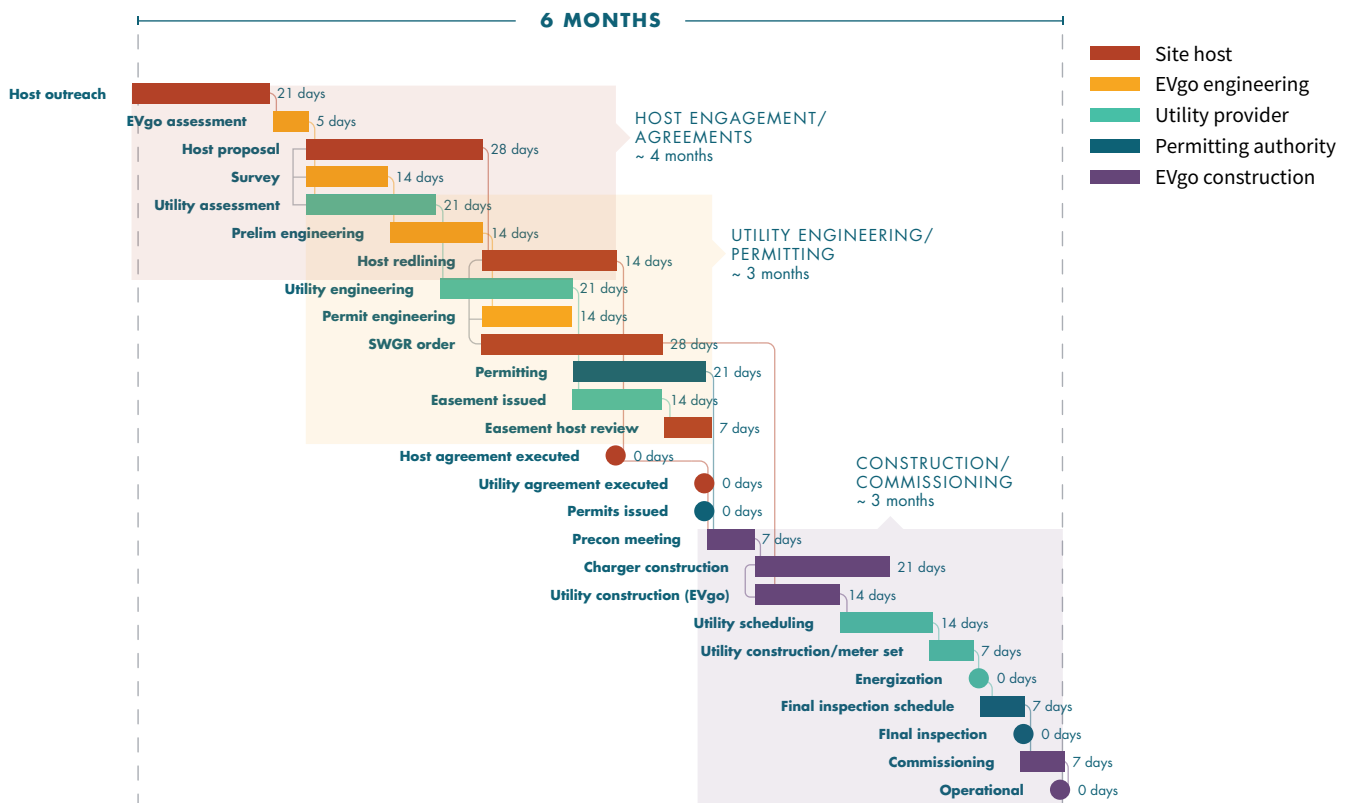 6 MONTHS
Site host
EVgo engineering
Utility provider
Permitting authority
EVgo construction
Host outreach 21 days
EVgo assessment 5 days
HOST ENGAGEMENT/
AGREEMENTS
~ 4 months
Host proposal 28 days
Survey 14 days
Utility assessment 21 days
Prelim engineering 14 days
UTILITY ENGINEERING/
PERMITTING
~ 3 months
Host redlining 14 days
Utility engineering 21 days
Permit engineering 14 days
SWGR order 28 days
Permitting 21 days
Easement issued 14 days
Easement host review 7 days
Host agreement executed 0 days
CONSTRUCTION/
COMMISSIONING
~ 3 months
Utility agreement executed 0 days
Permits issued 0 days
Precon meeting 7 days
Charger construction 21 days
Utility construction (EVgo) 14 days
Utility scheduling 14 days
Utility construction/meter set 7 days
Energization 0 days
Final inspection schedule 7 days
FInal inspection 0 days
Commissioning 7 days
Operational 0 days